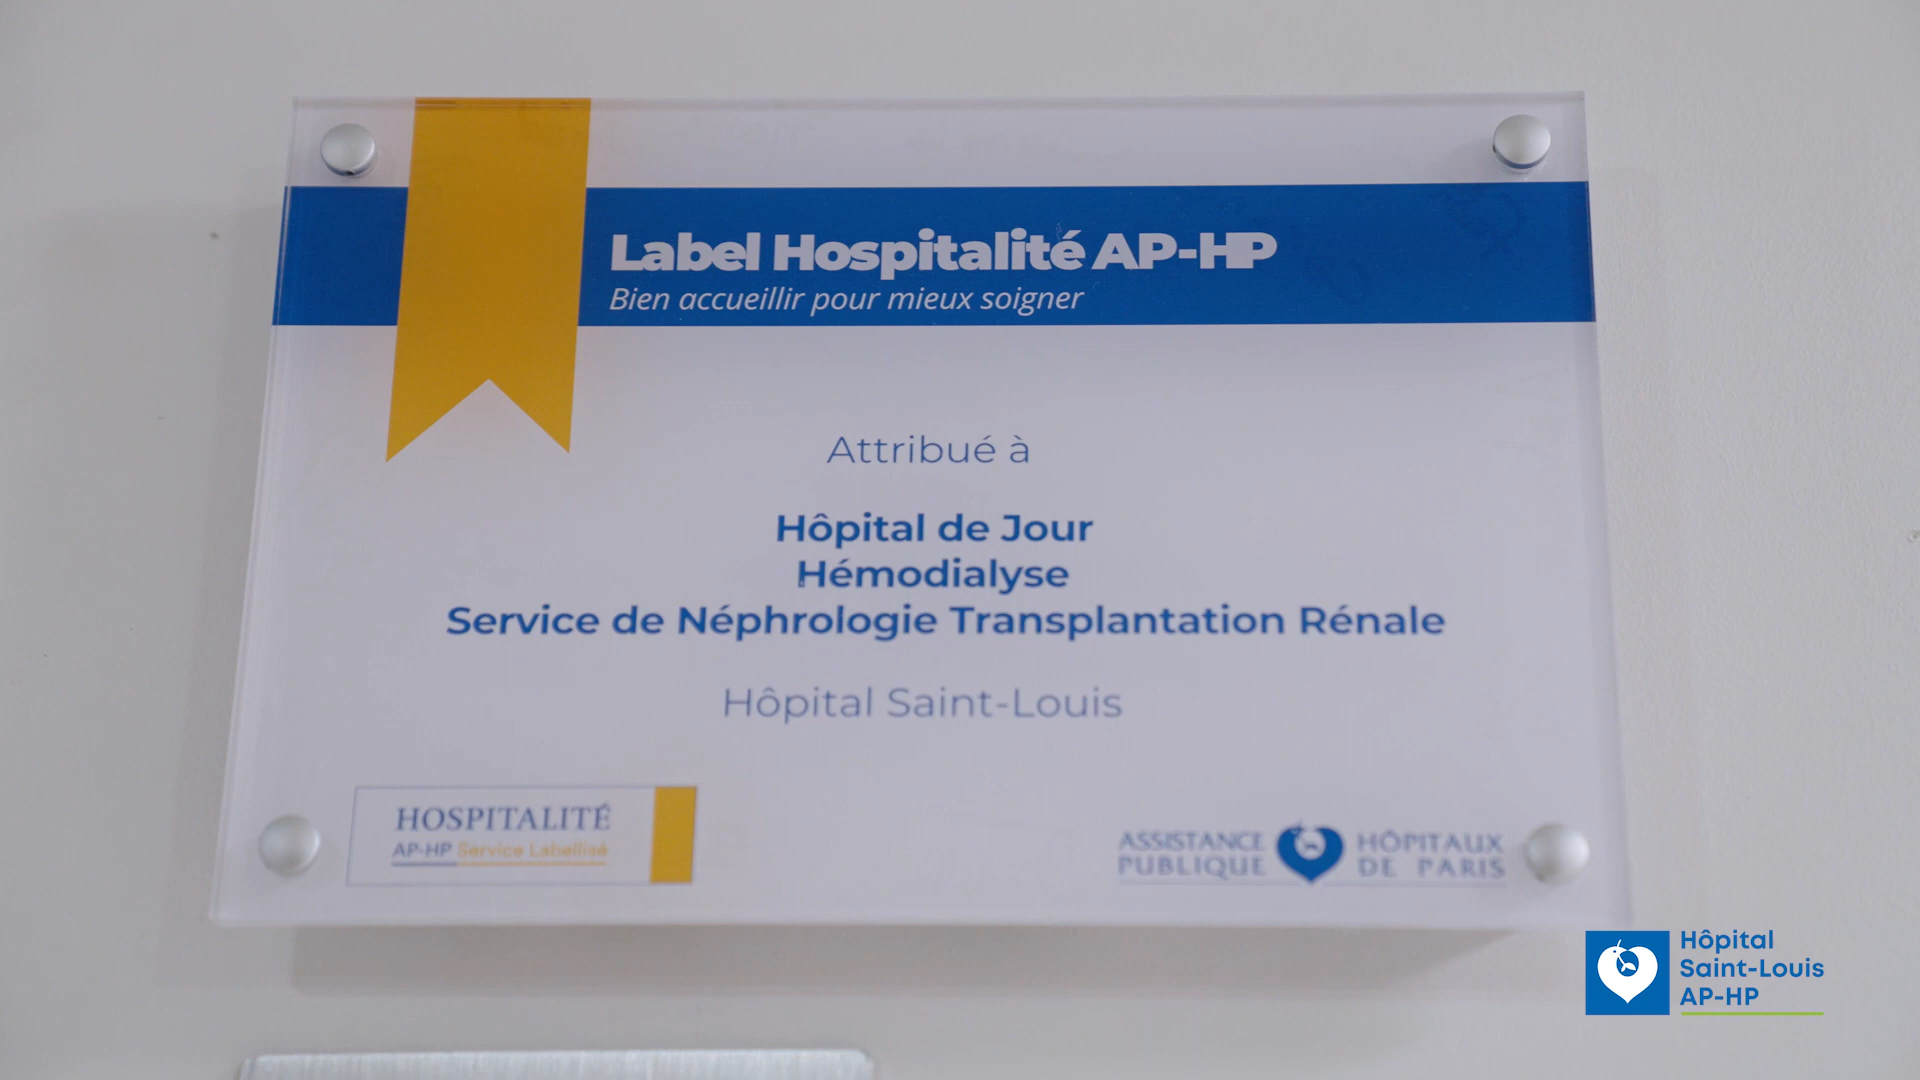 Label Hospitalité AP-HP
Bien accueillir pour mieux soigner
Attribué à
Hôpital de Jour
Hémodialyse
Service de Néphrologie Transplantation Rénale
Hôpital Saint-Louis
HOSPITALITÉ
AP-HP Service Labellisé
ASSISTANCE HÔPITAUX
PUBLIQUE DE PARIS
Hôpital
Saint-Louis
AP-HP